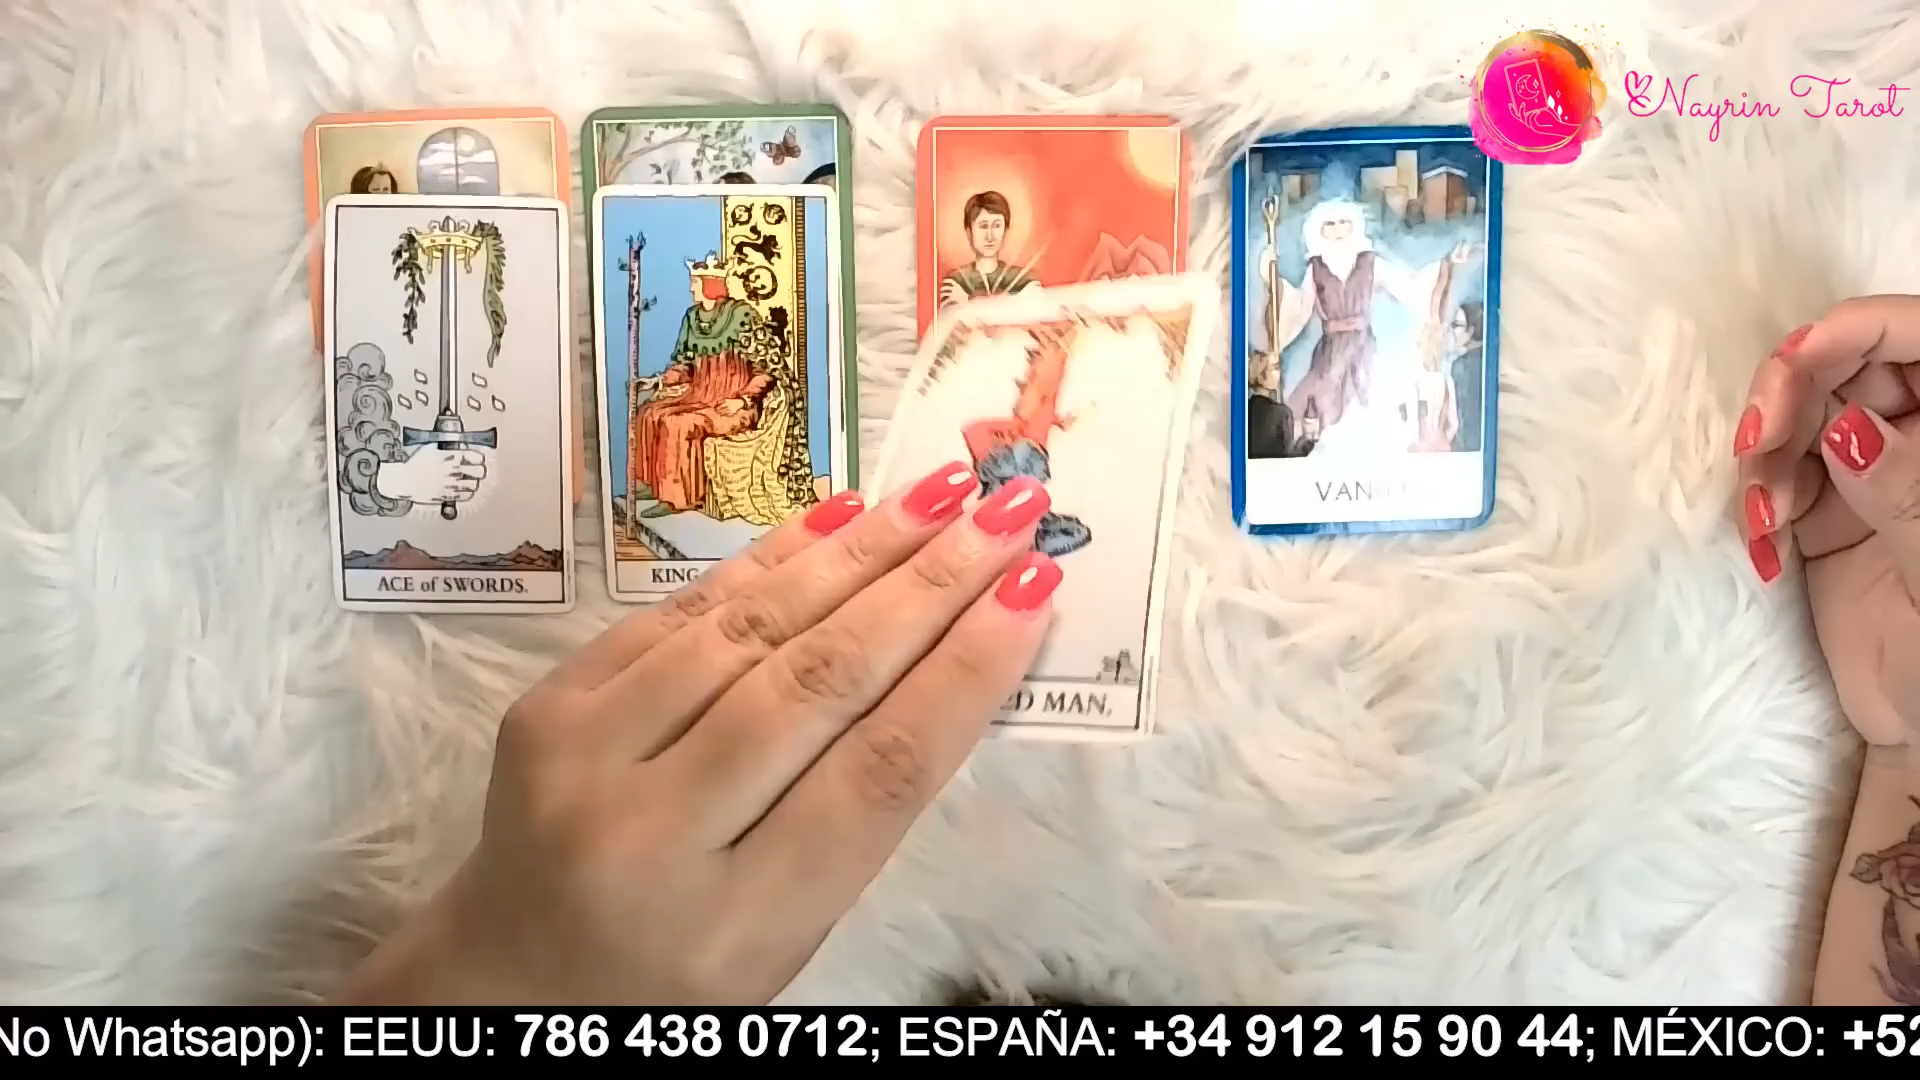 Nayrin Tarot
VAN
ACE of SWORDS.
KING
ED MAN.
No Whatsapp): EEUU: 786 438 0712; ESPAÑA: +34 912 15 90 44; MÉXICO: +52